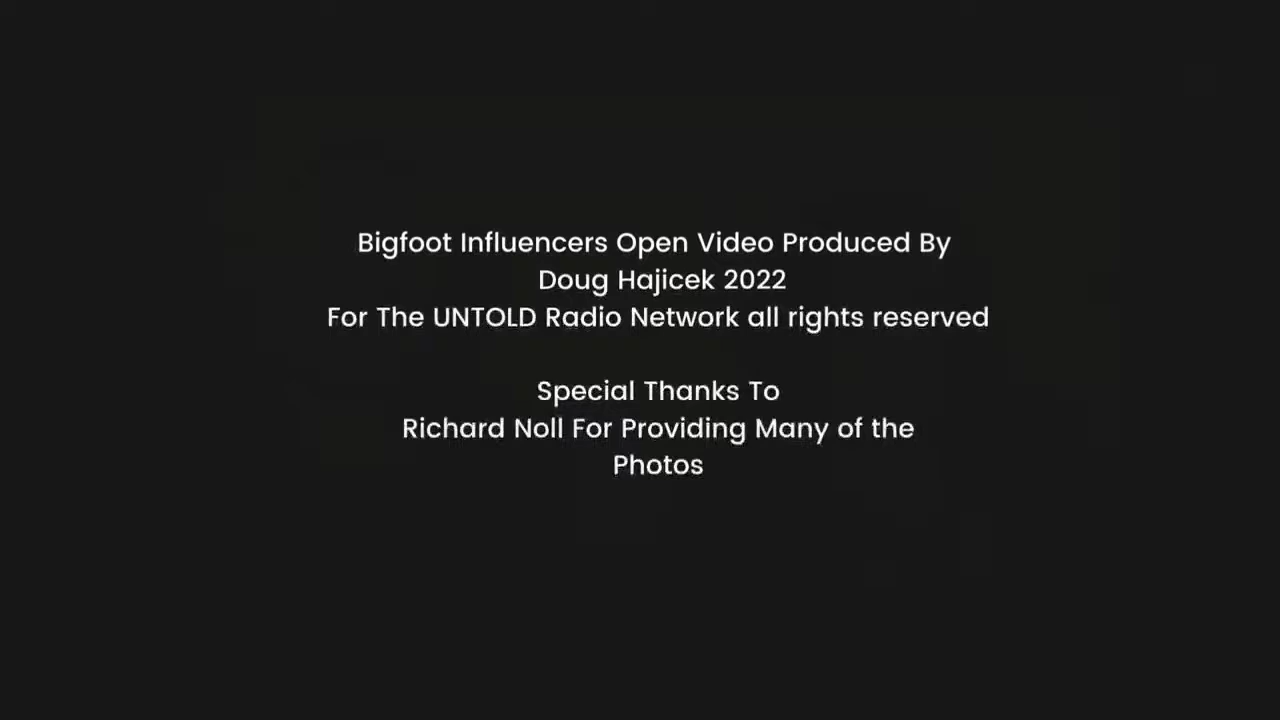 Bigfoot Influencers Open Video Produced By
Doug Hajicek 2022
For The UNTOLD Radio Network all rights reserved
Special Thanks To
Richard Noll For Providing Many of the
Photos